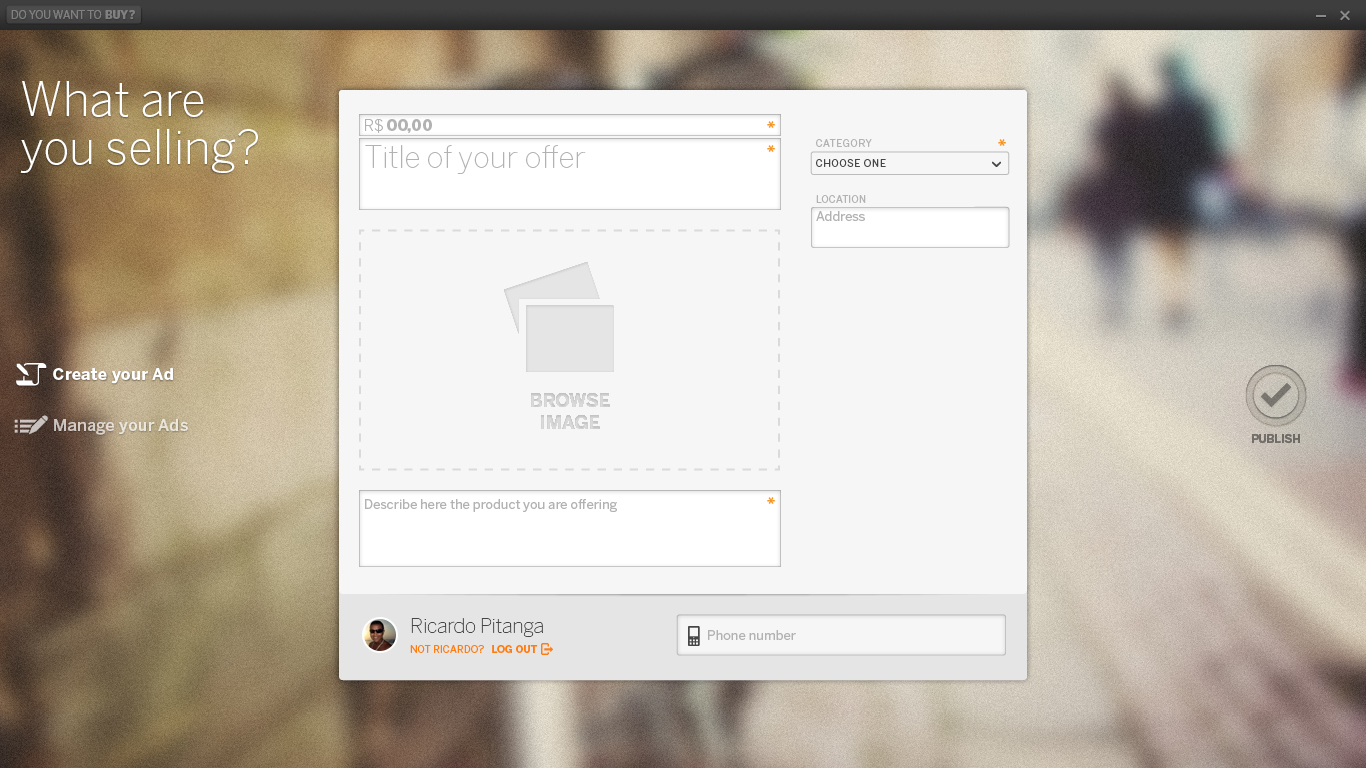 DO YOU WANT TO BUY?
What are
you selling?
R$ 00,00 *
Title of your offer *
CATEGORY *
CHOOSE ONE
LOCATION
Address
Create your Ad
Manage your Ads
BROWSE
IMAGE
PUBLISH
Describe here the product you are offering *
Ricardo Pitanga
NOT RICARDO? LOG OUT
Phone number